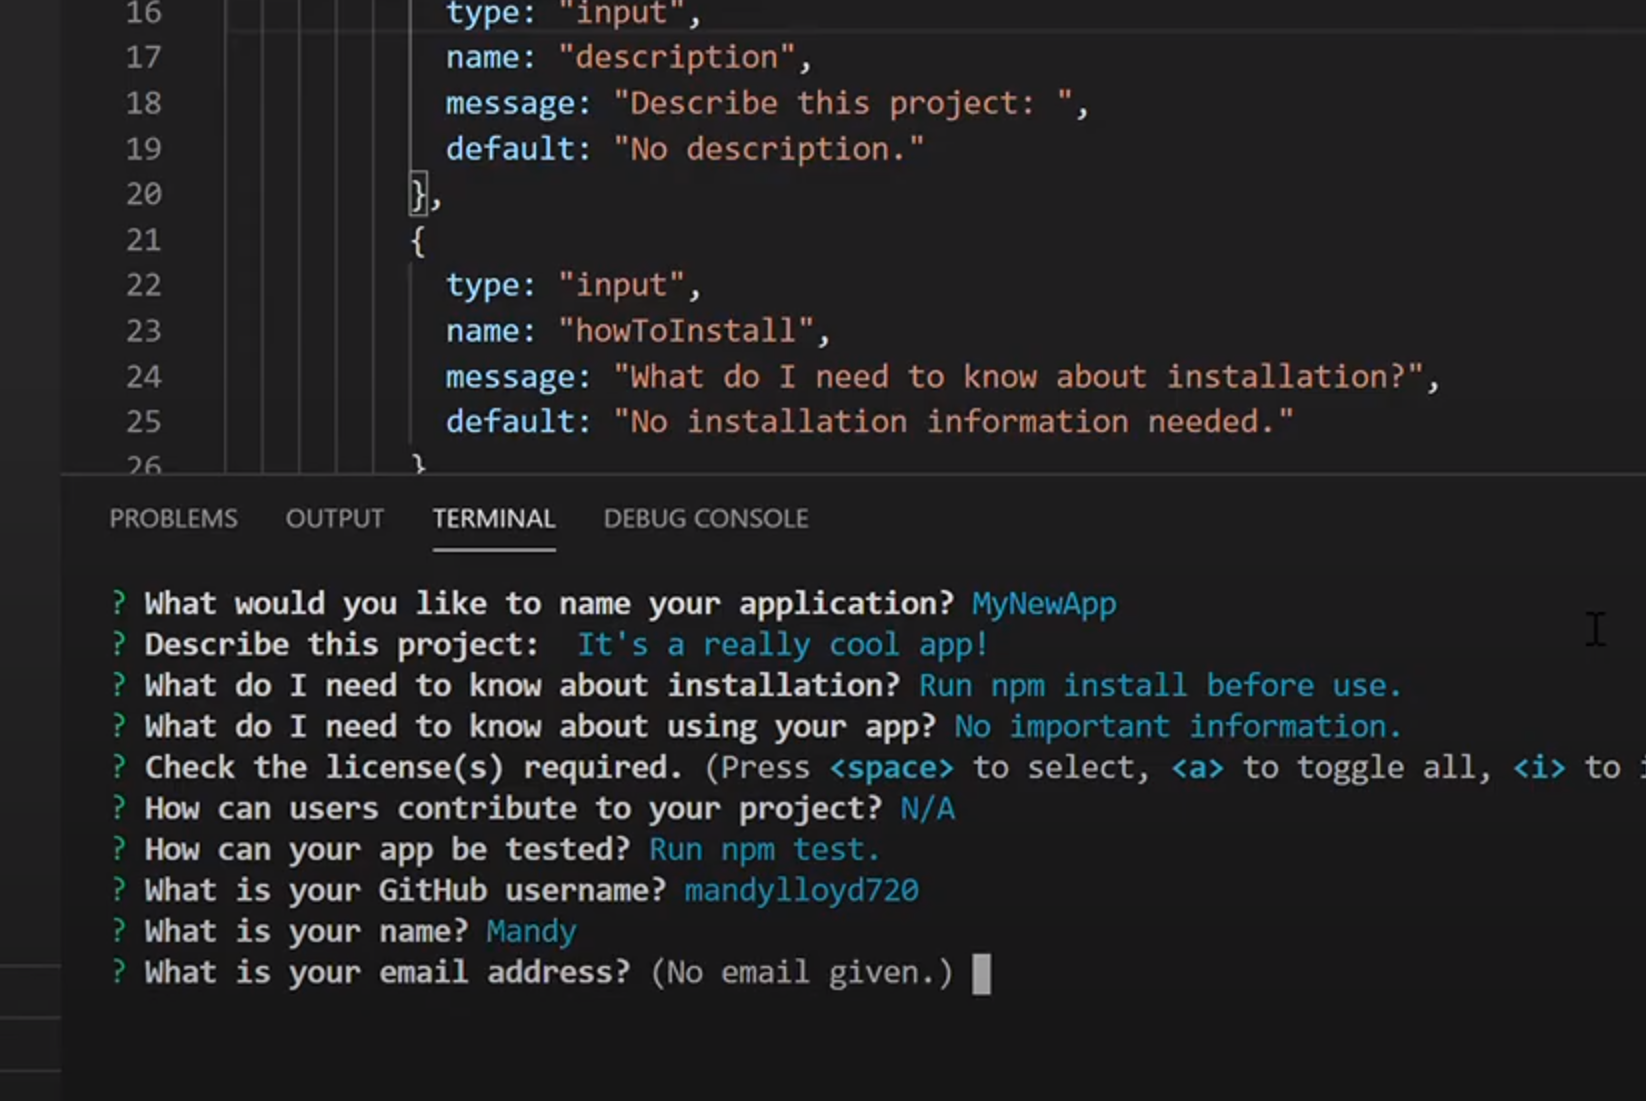 16 type: "input",
17 name: "description",
18 message: "Describe this project: ",
19 default: "No description."
20 },
21 {
22 type: "input",
23 name: "howToInstall",
24 message: "What do I need to know about installation?",
25 default: "No installation information needed."
26 }
PROBLEMS OUTPUT TERMINAL DEBUG CONSOLE
? What would you like to name your application? MyNewApp
? Describe this project:  It's a really cool app!
? What do I need to know about installation? Run npm install before use.
? What do I need to know about using your app? No important information.
? Check the license(s) required. (Press <space> to select, <a> to toggle all, <i> to
? How can users contribute to your project? N/A
? How can your app be tested? Run npm test.
? What is your GitHub username? mandylloyd720
? What is your name? Mandy
? What is your email address? (No email given.)